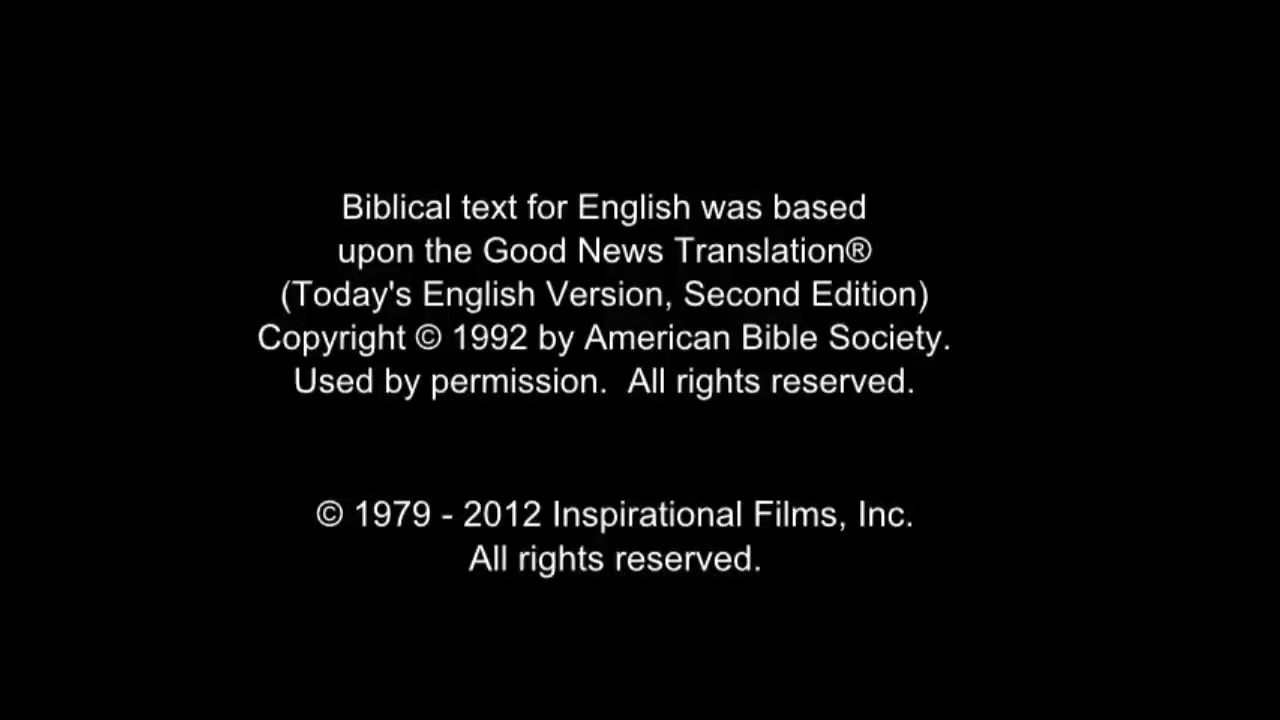 Biblical text for English was based
upon the Good News Translation®
(Today's English Version, Second Edition)
Copyright © 1992 by American Bible Society.
Used by permission.  All rights reserved.
© 1979 - 2012 Inspirational Films, Inc.
All rights reserved.